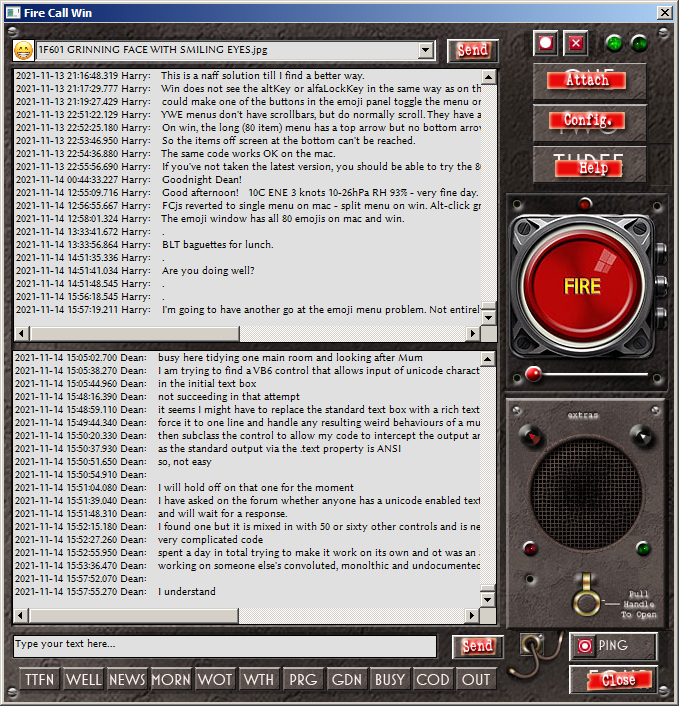 Fire Call Win
1F601 GRINNING FACE WITH SMILING EYES.jpg
Send
2021-11-13 21:16:48.319 Harry: This is a naff solution till I find a better way.
2021-11-13 21:17:29.777 Harry: Win does not see the altKey or alfaLockKey in the same way as on th
2021-11-13 21:19:27.429 Harry: could make one of the buttons in the emoji panel toggle the menu or
2021-11-13 22:51:22.129 Harry: YWE menus don't have scrollbars, but do normally scroll. They have a
2021-11-13 22:52:25.180 Harry: On win, the long (80 item) menu has a top arrow but no bottom arrov
2021-11-13 22:53:46.950 Harry: So the items off screen at the bottom can't be reached.
2021-11-13 22:54:36.880 Harry: The same code works OK on the mac.
2021-11-13 22:55:56.690 Harry: If you've not taken the latest version, you should be able to try the 80
2021-11-14 00:44:33.227 Harry: Goodnight Dean!
2021-11-14 12:55:09.716 Harry: Good afternoon! 10C ENE 3 knots 10-26hPa RH 93% - very fine day.
2021-11-14 12:56:55.667 Harry: FCjs reverted to single menu on mac - split menu on win. Alt-click gr
2021-11-14 12:58:01.324 Harry: The emoji window has all 80 emojis on mac and win.
2021-11-14 13:33:41.672 Harry: .
2021-11-14 13:33:56.864 Harry: BLT baguettes for lunch.
2021-11-14 14:51:35.336 Harry: .
2021-11-14 14:51:41.034 Harry: Are you doing well?
2021-11-14 14:51:48.545 Harry: .
2021-11-14 15:56:18.545 Harry: .
2021-11-14 15:57:19.211 Harry: I'm going to have another go at the emoji menu problem. Not entirel
2021-11-14 15:05:02.700 Dean: busy here tidying one main room and looking after Mum
2021-11-14 15:05:38.270 Dean: I am trying to find a VB6 control that allows input of unicode charact
2021-11-14 15:05:44.960 Dean: in the initial text box
2021-11-14 15:48:16.390 Dean: not succeeding in that attempt
2021-11-14 15:48:59.110 Dean: it seems I might have to replace the standard text box with a rich text
2021-11-14 15:49:44.340 Dean: force it to one line and handle any resulting weird behaviours of a mu
2021-11-14 15:50:20.330 Dean: then subclass the control to allow my code to intercept the output ar
2021-11-14 15:50:37.930 Dean: as the standard output via the .text property is ANSI
2021-11-14 15:50:51.650 Dean: so, not easy
2021-11-14 15:50:54.910 Dean:
2021-11-14 15:51:04.080 Dean: I will hold off on that one for the moment
2021-11-14 15:51:39.040 Dean: I have asked on the forum whether anyone has a unicode enabled text
2021-11-14 15:51:48.310 Dean: and will wait for a response.
2021-11-14 15:52:15.180 Dean: I found one but it is mixed in with 50 or sixty other controls and is ne
2021-11-14 15:52:27.260 Dean: very complicated code
2021-11-14 15:52:55.950 Dean: spent a day in total trying to make it work on its own and ot was an
2021-11-14 15:53:36.470 Dean: working on someone else's convoluted, monolthic and undocumented
2021-11-14 15:57:52.070 Dean:
2021-11-14 15:57:55.270 Dean: I understand
Type your text here...
Send
TTFN WELL NEWS MORN WOT WTH PRG GDN BUSY COD OUT
Attach
Config.
THREE
Help
FIRE
extras
Pull
Handle
To Open
PING
Close